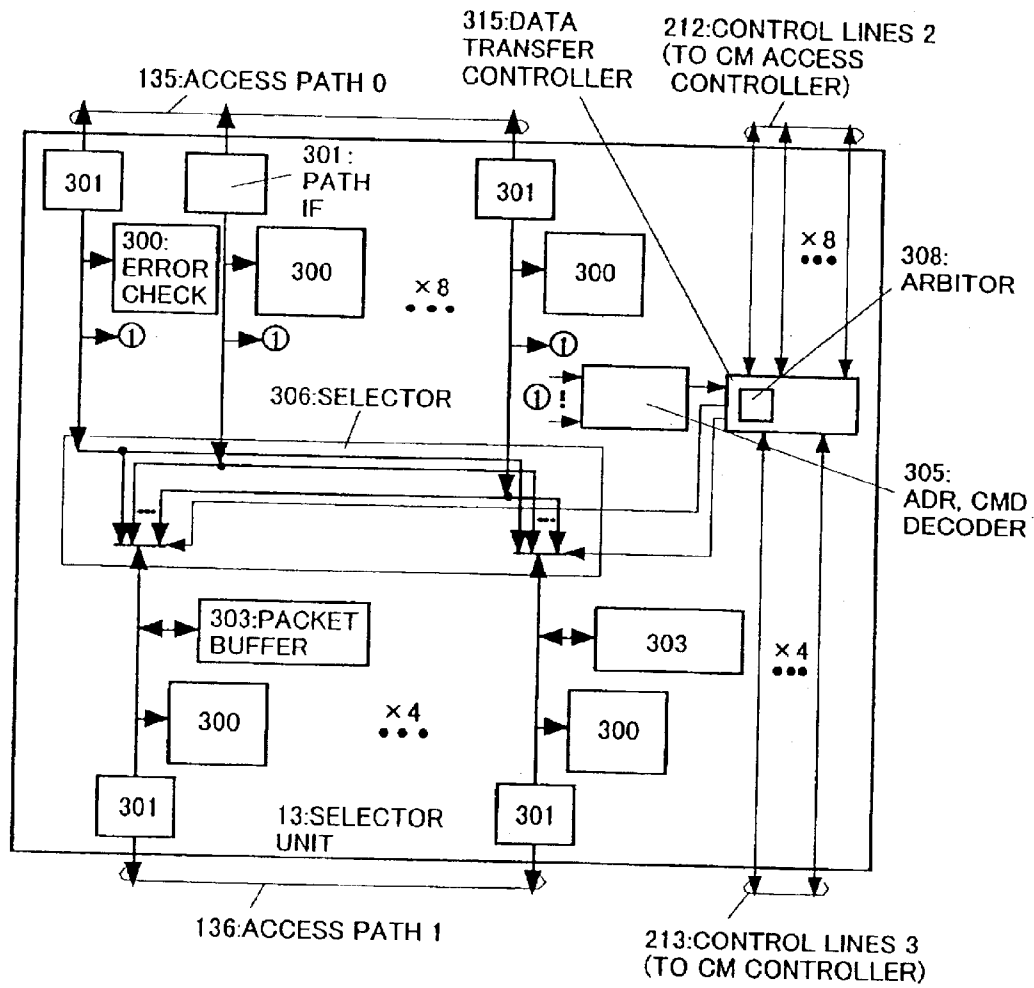 315:DATA
TRANSFER
CONTROLLER
212:CONTROL LINES 2
(TO CM ACCESS
CONTROLLER)
135:ACCESS PATH 0
301
301:
PATH
IF
301
300:
ERROR
CHECK
300
×8
300
×8
308:
ARBITOR
①
①
①
①
306:SELECTOR
305:
ADR, CMD
DECODER
303:PACKET
BUFFER
303
×4
300
×4
300
301
13:SELECTOR
UNIT
301
136:ACCESS PATH 1
213:CONTROL LINES 3
(TO CM CONTROLLER)